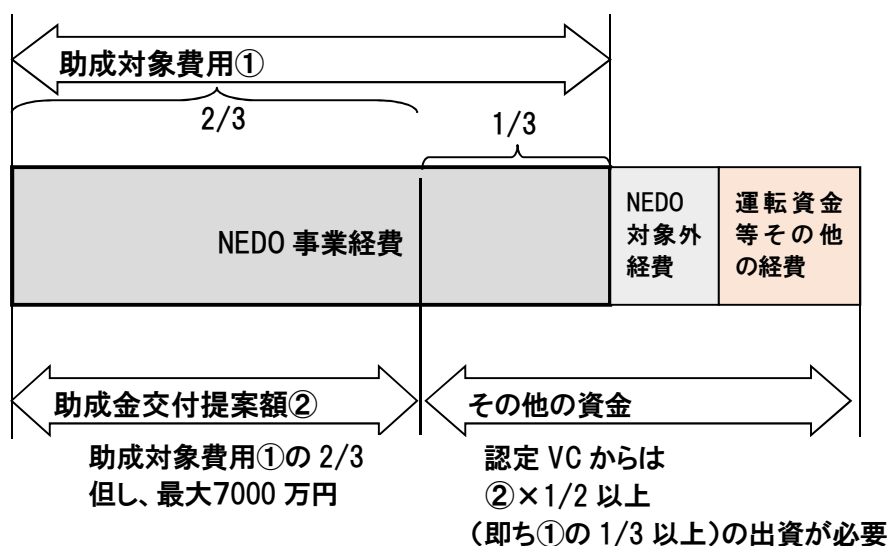 助成対象費用①
2/3
1/3
NEDO 事業経費
NEDO
対象外
経費
運転資金
等その他
の経費
助成金交付提案額②
その他の資金
助成対象費用①の 2/3
但し、最大7000 万円
認定 VC からは
②×1/2 以上
（即ち①の 1/3 以上）の出資が必要